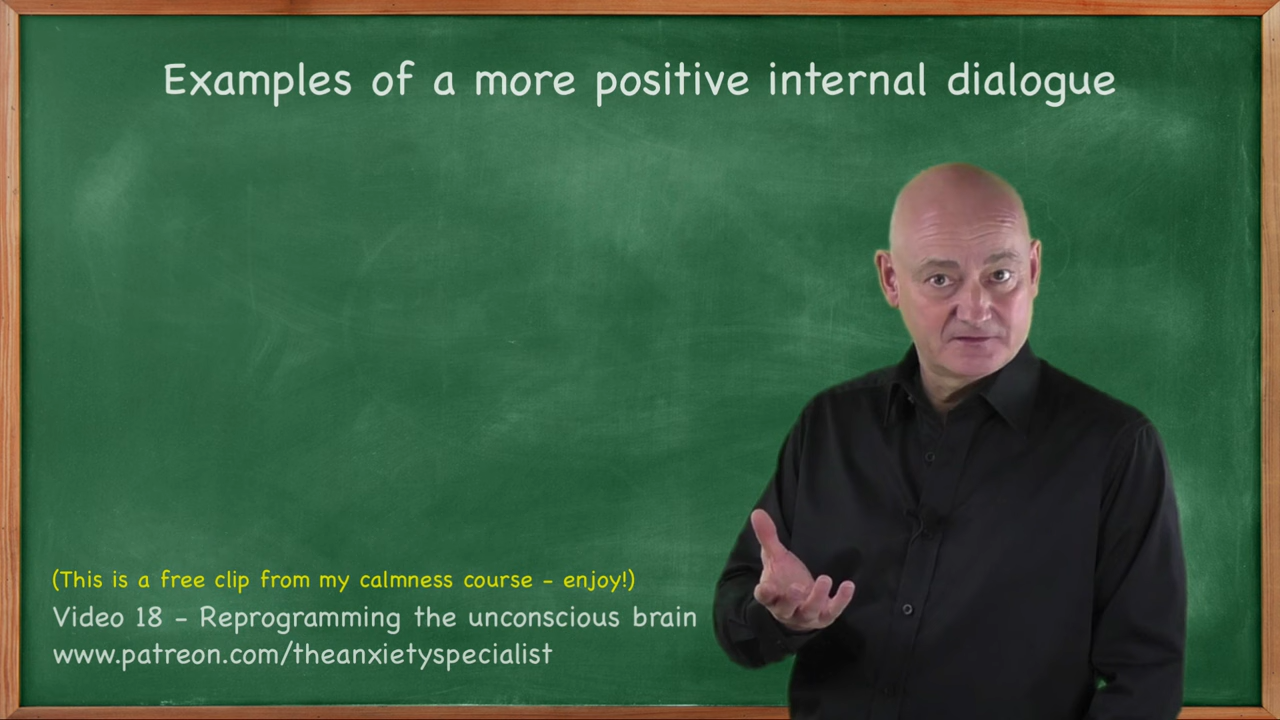 Examples of a more positive internal dialogue
(This is a free clip from my calmness course - enjoy!)
Video 18 - Reprogramming the unconscious brain
www.patreon.com/theanxietyspecialist